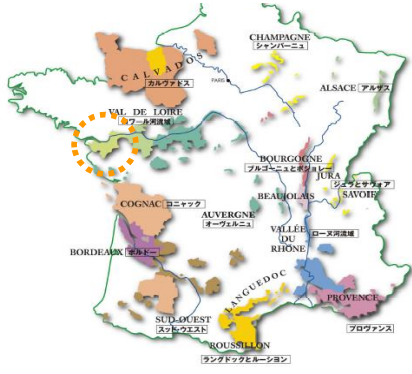 CHAMPAGNE
シャンパーニュ
CALVADOS
カルヴァドス
PARIS
ALSACE
アルザス
VAL DE LOIRE
ロワール河流域
BOURGOGNE
ブルゴーニュとボジョレー
JURA
ジュラとサヴォア
SAVOIE
BEAUJOLAIS
COGNAC
コニャック
AUVERGNE
オーヴェルニュ
VALLÉE
DU
RHÔNE
ローヌ河流域
BORDEAUX
ボルドー
LANGUEDOC
PROVENCE
プロヴァンス
SUD-OUEST
スッド・ウエスト
ROUSSILLON
ラングドックとルーション